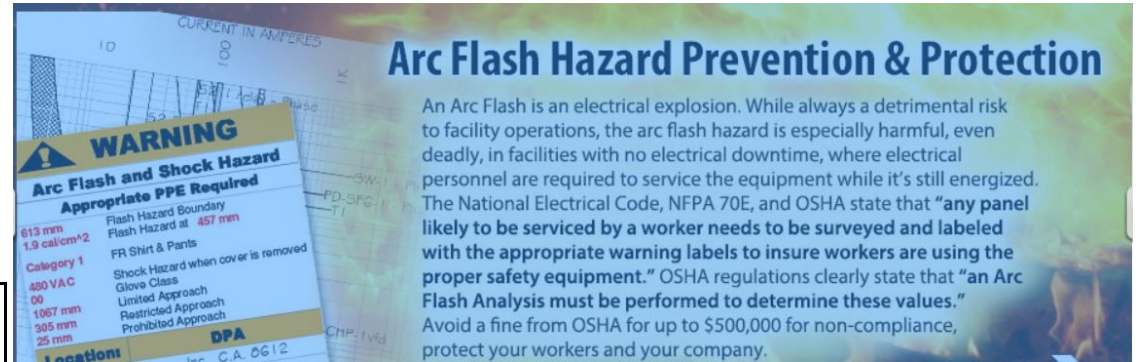 CURRENT IN AMPERES
10
100
1K
WARNING
Arc Flash and Shock Hazard
Appropriate PPE Required
613 mm Flash Hazard Boundary
1.9 cal/cm^2 Flash Hazard at 457 mm
Category 1 FR Shirt & Pants
480 VAC Shock Hazard when cover is removed
00 Glove Class
1067 mm Limited Approach
305 mm Restricted Approach
25 mm Prohibited Approach
Location: DPA
C.A. 8612
Arc Flash Hazard Prevention & Protection
An Arc Flash is an electrical explosion. While always a detrimental risk
to facility operations, the arc flash hazard is especially harmful, even
deadly, in facilities with no electrical downtime, where electrical
personnel are required to service the equipment while it's still energized.
The National Electrical Code, NFPA 70E, and OSHA state that “any panel
likely to be serviced by a worker needs to be surveyed and labeled
with the appropriate warning labels to insure workers are using the
proper safety equipment.” OSHA regulations clearly state that “an Arc
Flash Analysis must be performed to determine these values.”
Avoid a fine from OSHA for up to $500,000 for non-compliance,
protect your workers and your company.